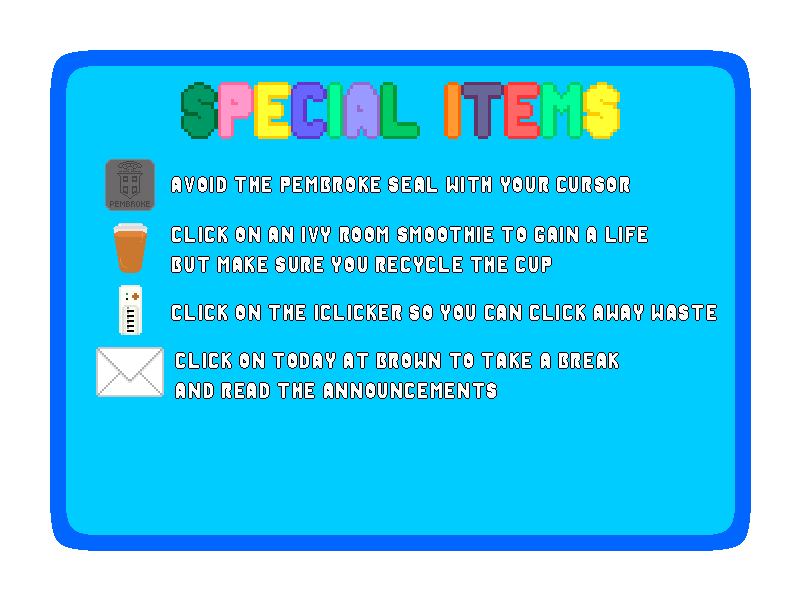 SPECIAL ITEMS
PEMBROKE
AVOID THE PEMBROKE SEAL WITH YOUR CURSOR
CLICK ON AN IVY ROOM SMOOTHIE TO GAIN A LIFE
BUT MAKE SURE YOU RECYCLE THE CUP
CLICK ON THE ICLICKER SO YOU CAN CLICK AWAY WASTE
CLICK ON TODAY AT BROWN TO TAKE A BREAK
AND READ THE ANNOUNCEMENTS